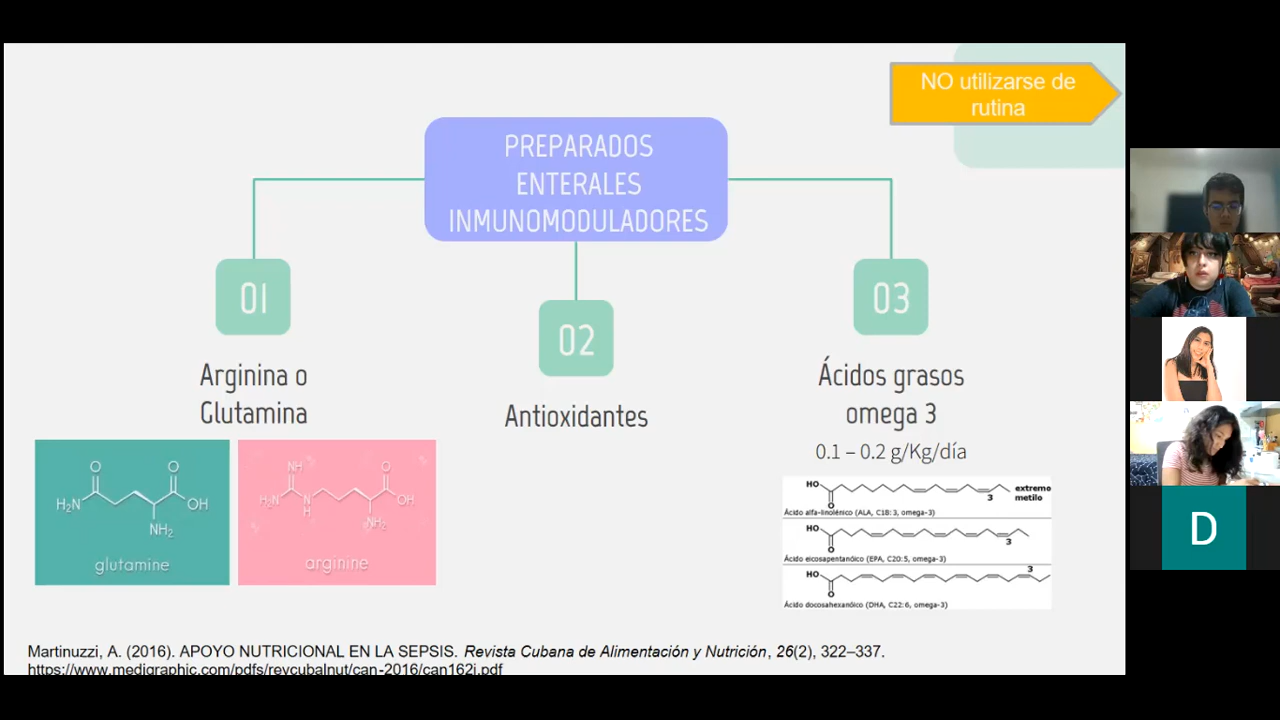 NO utilizarse de
rutina
PREPARADOS
ENTERALES
INMUNOMODULADORES
01
02
03
Arginina o
Glutamina
Antioxidantes
Ácidos grasos
omega 3
0.1 – 0.2 g/Kg/día
O
O
H₂N
OH
NH₂
glutamine
NH
O
H₂N
N
H
OH
NH₂
arginine
HO
O
3
extremo
metilo
Ácido alfa-linolénico (ALA, C18:3, omega-3)
HO
O
3
Ácido eicosapentanóico (EPA, C20:5, omega-3)
HO
O
3
Ácido docosahexanóico (DHA, C22:6, omega-3)
Martinuzzi, A. (2016). APOYO NUTRICIONAL EN LA SEPSIS. Revista Cubana de Alimentación y Nutrición, 26(2), 322–337.
https://www.medigraphic.com/pdfs/revcubalnut/can-2016/can162j.pdf
D